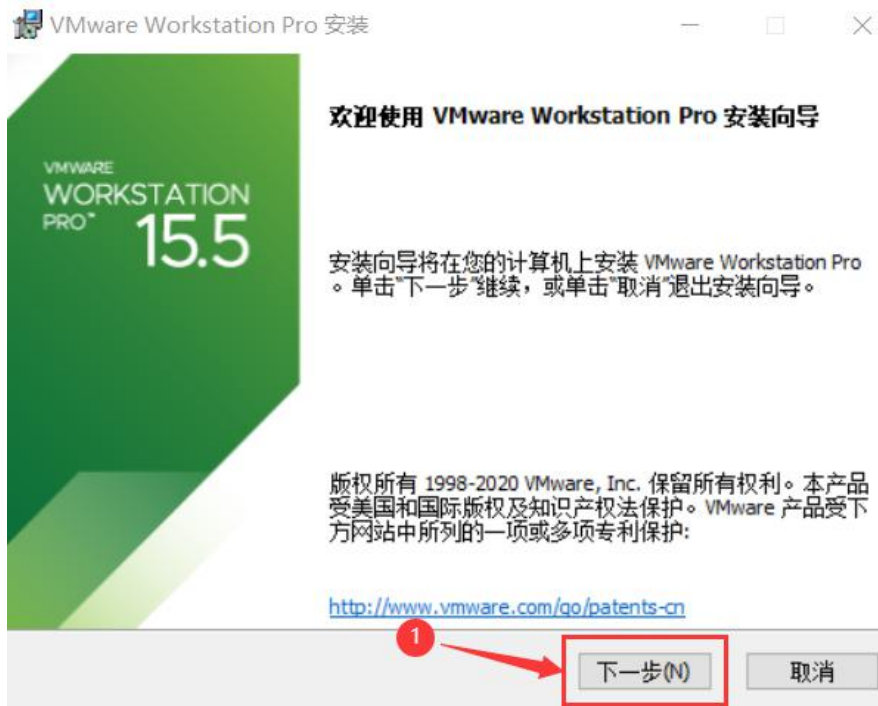 VMware Workstation Pro 安装
VMWARE
WORKSTATION
PRO™ 15.5
欢迎使用 VMware Workstation Pro 安装向导
安装向导将在您的计算机上安装 VMware Workstation Pro
。单击“下一步”继续，或单击“取消”退出安装向导。
版权所有 1998-2020 VMware, Inc. 保留所有权利。本产品
受美国和国际版权及知识产权法保护。VMware 产品受下
方网站中所列的一项或多项专利保护:
http://www.vmware.com/go/patents-cn
1
下一步(N)
取消